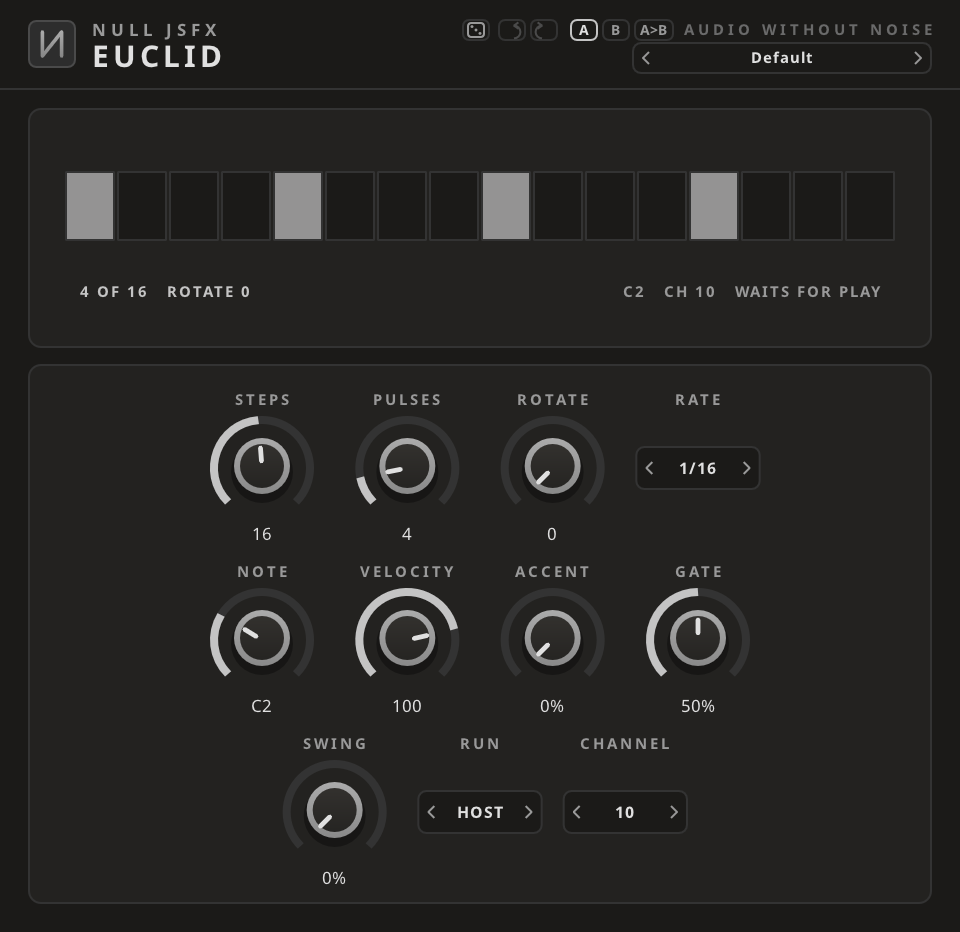 NULL JSFX
EUCLID
A B A>B AUDIO WITHOUT NOISE
Default
4 OF 16 ROTATE 0
C2 CH 10 WAITS FOR PLAY
STEPS PULSES ROTATE RATE
1/16
16 4 0
NOTE VELOCITY ACCENT GATE
C2 100 0% 50%
SWING RUN CHANNEL
HOST 10
0%